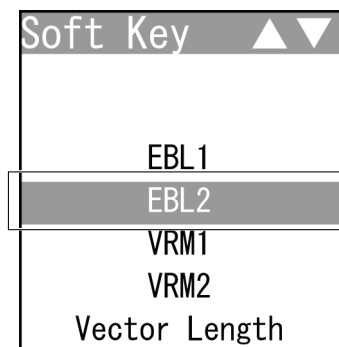 Soft Key ▲▼
EBL1
EBL2
VRM1
VRM2
Vector Length